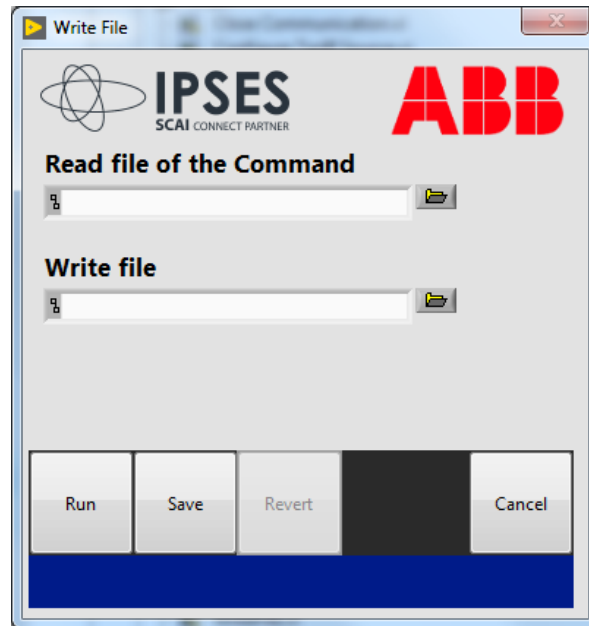 Write File
IPSES
SCAI CONNECT PARTNER
ABB
Read file of the Command
Write file
Run
Save
Revert
Cancel